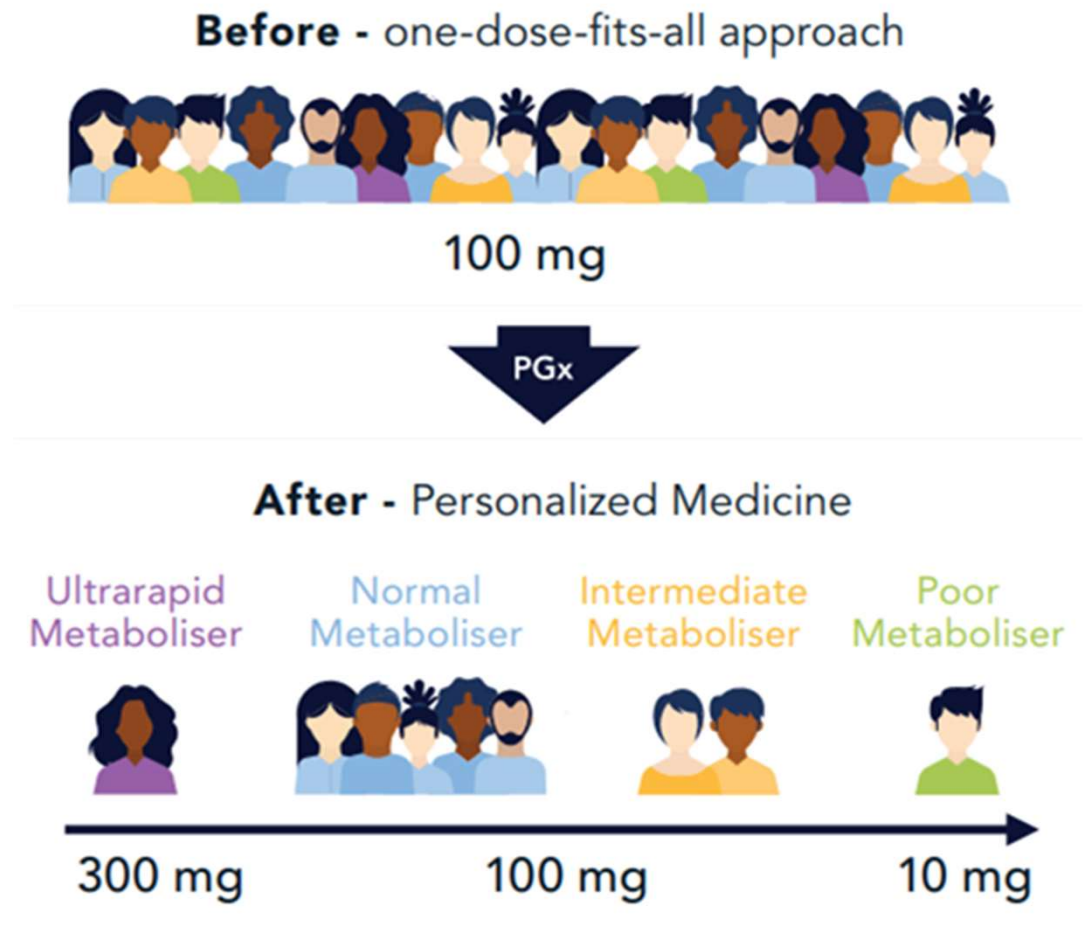 Before - one-dose-fits-all approach
100 mg
PGx
After - Personalized Medicine
Ultrarapid
Metaboliser
Normal
Metaboliser
Intermediate
Metaboliser
Poor
Metaboliser
300 mg
100 mg
10 mg